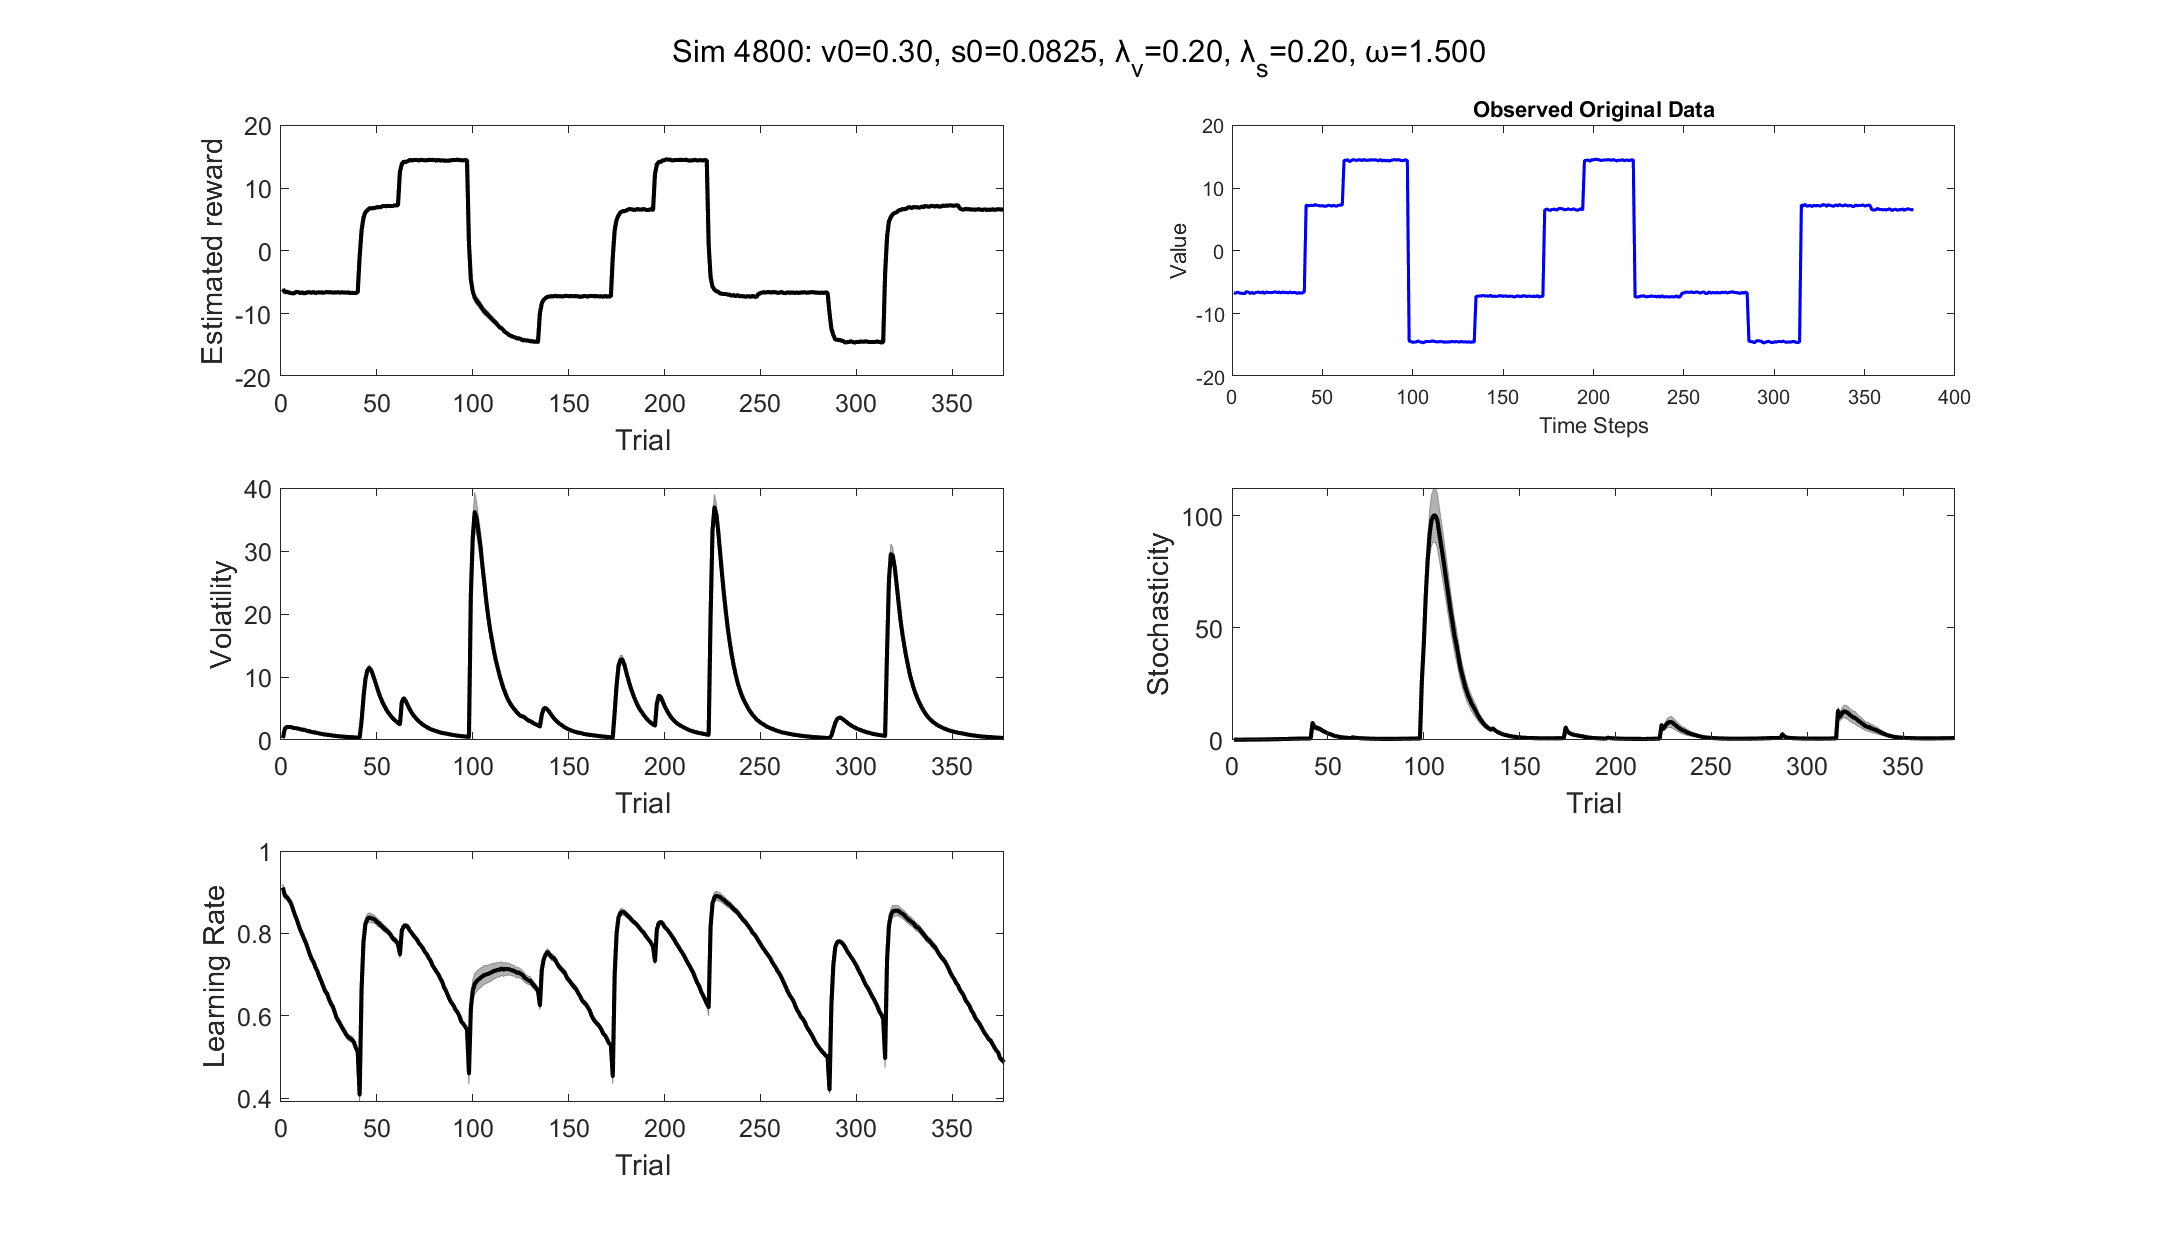 Sim 4800: v0=0.30, s0=0.0825, λ_v=0.20, λ_s=0.20, ω=1.500
Estimated reward
20
10
0
-10
-20
0 50 100 150 200 250 300 350
Trial
Observed Original Data
Value
20
10
0
-10
-20
0 50 100 150 200 250 300 350 400
Time Steps
Volatility
40
30
20
10
0
0 50 100 150 200 250 300 350
Trial
Stochasticity
100
50
0
0 50 100 150 200 250 300 350
Trial
Learning Rate
1
0.8
0.6
0.4
0 50 100 150 200 250 300 350
Trial